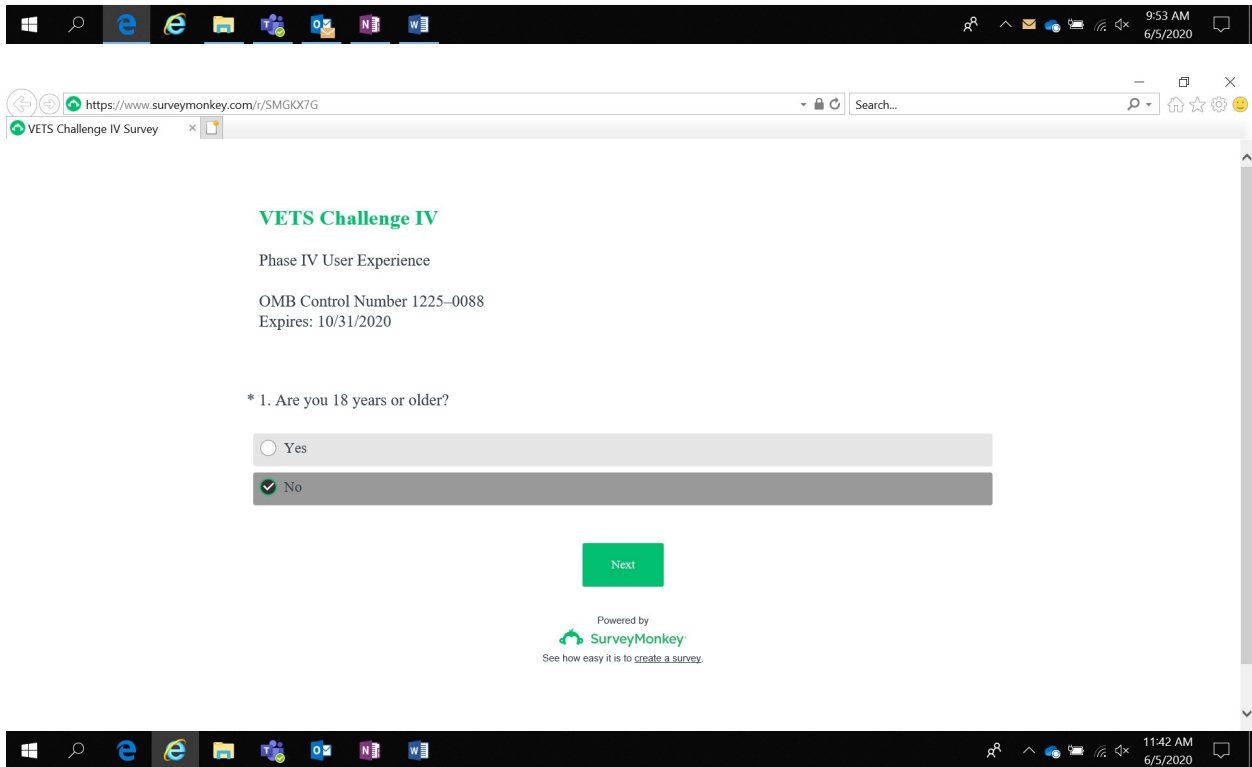 9:53 AM
6/5/2020
https://www.surveymonkey.com/r/SMGKX7G
Search...
VETS Challenge IV Survey
VETS Challenge IV
Phase IV User Experience
OMB Control Number 1225–0088
Expires: 10/31/2020
* 1. Are you 18 years or older?
Yes
No
Next
Powered by
SurveyMonkey
See how easy it is to create a survey.
11:42 AM
6/5/2020